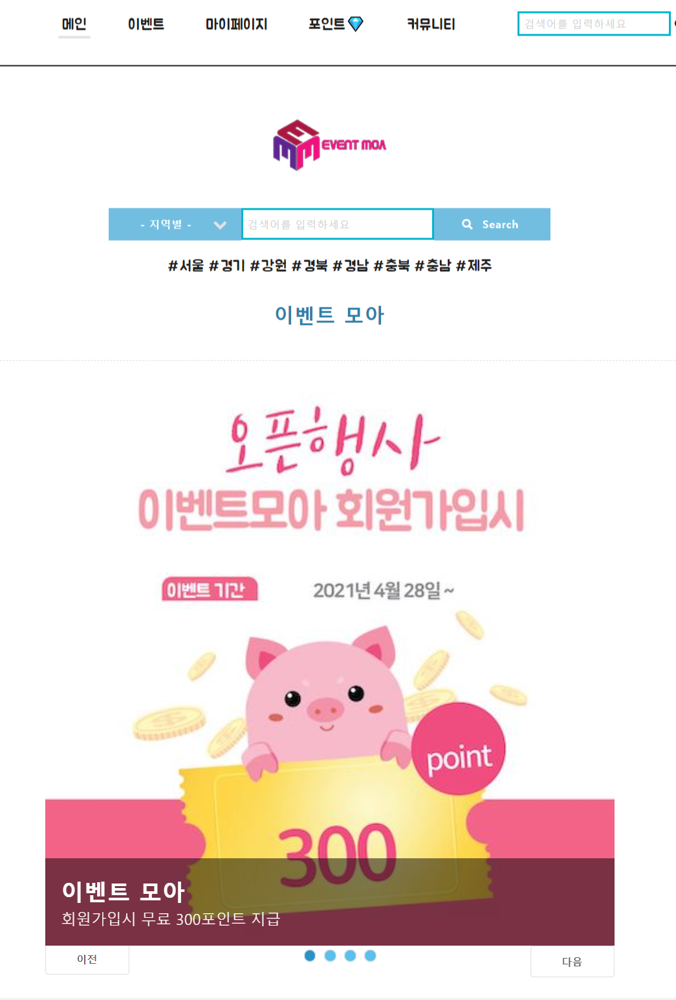 메인 이벤트 마이페이지 포인트 커뮤니티 검색어를 입력하세요
EVENT MOA
- 지역별 - 검색어를 입력하세요 Search
#서울 #경기 #강원 #경북 #경남 #충북 #충남 #제주
이벤트 모아
오픈행사
이벤트모아 회원가입시
이벤트 기간 2021년 4월 28일 ~
point
300
이벤트 모아
회원가입시 무료 300포인트 지급
이전 다음